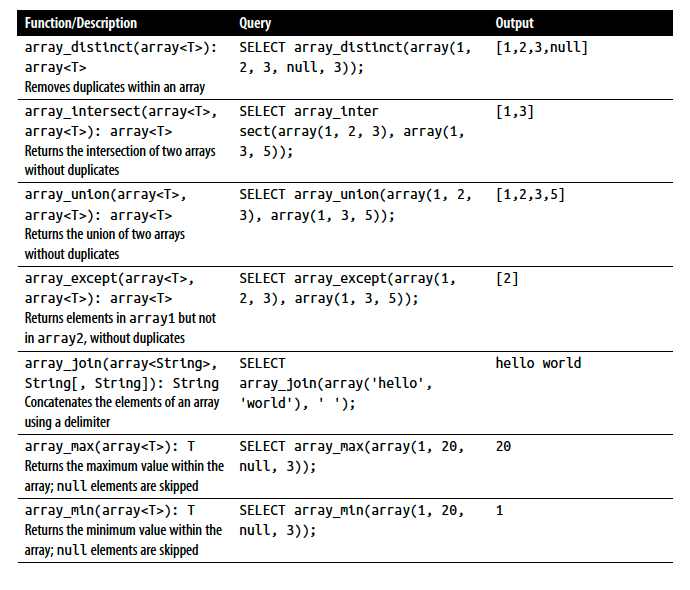 Function/Description Query Output
array_distinct(array<T>): SELECT array_distinct(array(1, [1,2,3,null]
array<T> 2, 3, null, 3));
Removes duplicates within an array
array_intersect(array<T>, SELECT array_inter [1,3]
array<T>): array<T> sect(array(1, 2, 3), array(1,
Returns the intersection of two arrays 3, 5));
without duplicates
array_union(array<T>, SELECT array_union(array(1, 2, [1,2,3,5]
array<T>): array<T> 3), array(1, 3, 5));
Returns the union of two arrays
without duplicates
array_except(array<T>, SELECT array_except(array(1, [2]
array<T>): array<T> 2, 3), array(1, 3, 5));
Returns elements in array1 but not
in array2, without duplicates
array_join(array<String>, SELECT hello world
String[, String]): String array_join(array('hello',
Concatenates the elements of an array 'world'), ' ');
using a delimiter
array_max(array<T>): T SELECT array_max(array(1, 20, 20
Returns the maximum value within the null, 3));
array; null elements are skipped
array_min(array<T>): T SELECT array_min(array(1, 20, 1
Returns the minimum value within the null, 3));
array; null elements are skipped